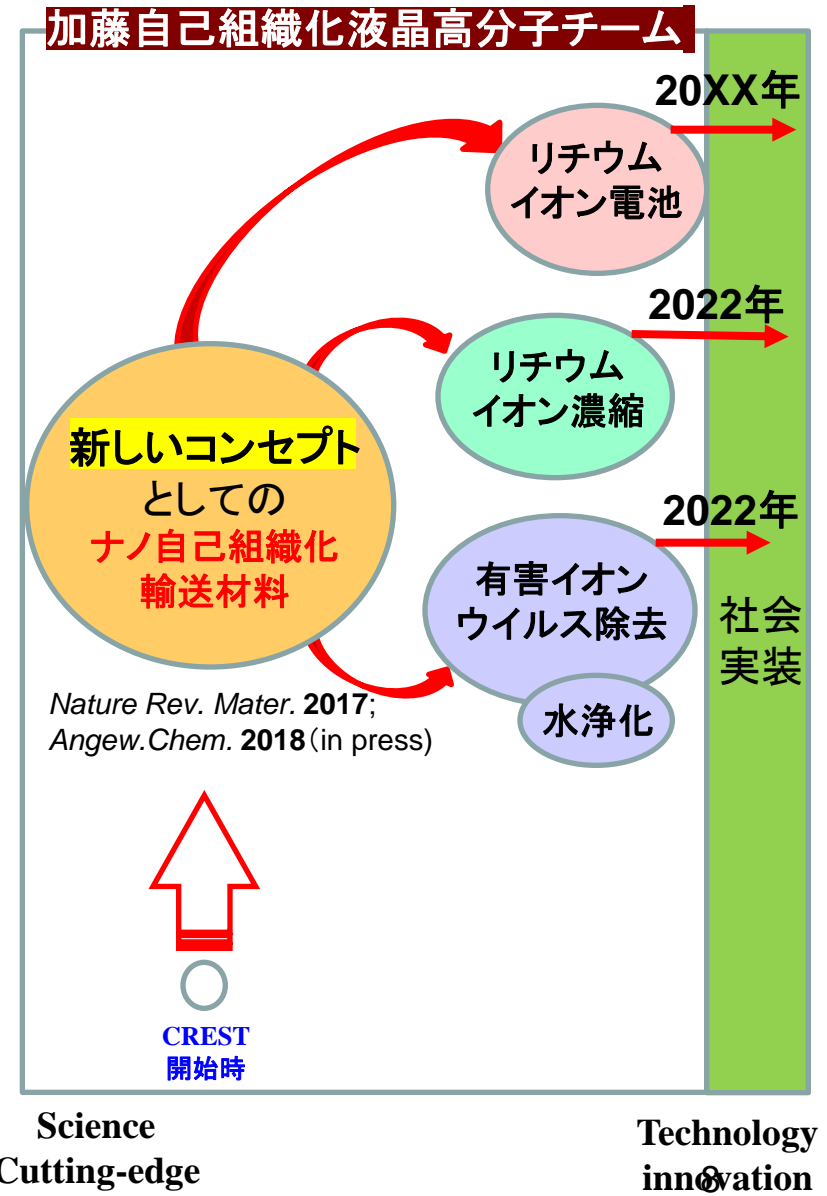 加藤自己組織化液晶高分子チーム
20XX年
リチウム
イオン電池
2022年
リチウム
イオン濃縮
新しいコンセプト
としての
ナノ自己組織化
輸送材料
2022年
有害イオン
ウイルス除去
水浄化
社会
実装
Nature Rev. Mater. 2017;
Angew.Chem. 2018（in press)
CREST
開始時
Science
Cutting-edge
Technology
innovation
8